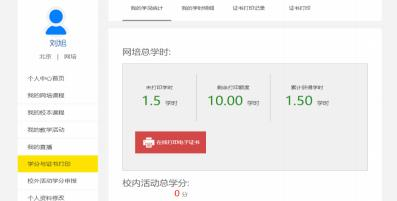 刘旭
北京 | 网络
个人中心首页
我的网络课程
我的校本课程
我的教学活动
我的直播
学分与证书打印
校外活动学分申报
个人资料修改
我的学习统计 我的学时明细 证书打印记录 证书打印
网培总学时:
未打印学时 剩余打印额度 累计获得学时
1.5 学时 10.00 学时 1.50 学时
在线打印电子证书
校内活动总学分:
0 分